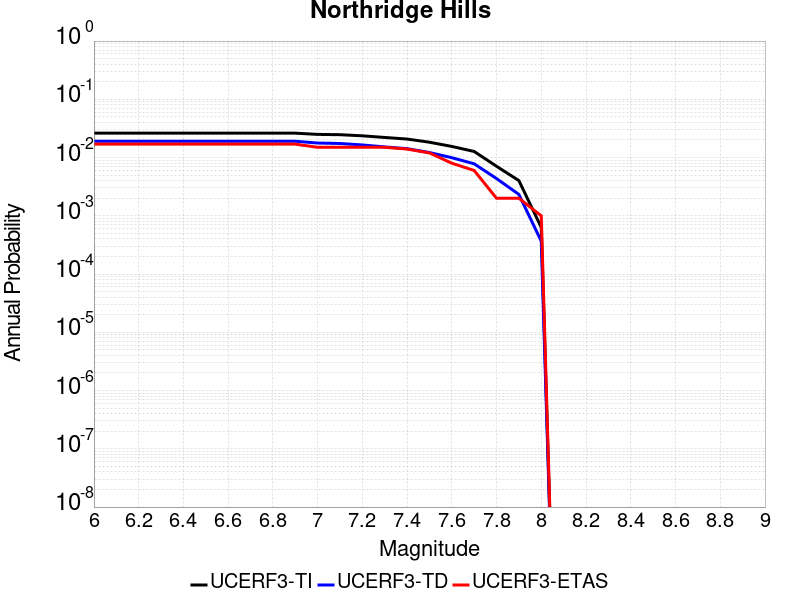 Northridge Hills
Annual Probability
10^0
10^-1
10^-2
10^-3
10^-4
10^-5
10^-6
10^-7
10^-8
6 6.2 6.4 6.6 6.8 7 7.2 7.4 7.6 7.8 8 8.2 8.4 8.6 8.8 9
Magnitude
UCERF3-TI UCERF3-TD UCERF3-ETAS